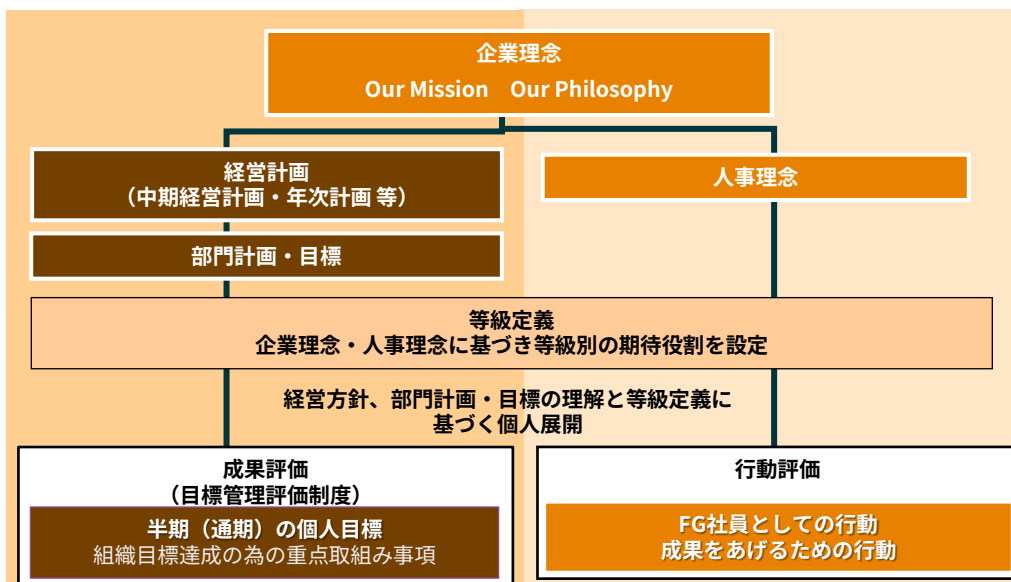 企業理念
Our Mission　Our Philosophy
経営計画
（中期経営計画・年次計画 等）
人事理念
部門計画・目標
等級定義
企業理念・人事理念に基づき等級別の期待役割を設定
経営方針、部門計画・目標の理解と等級定義に
基づく個人展開
成果評価
（目標管理評価制度）
半期（通期）の個人目標
組織目標達成の為の重点取組み事項
行動評価
FG社員としての行動
成果をあげるための行動